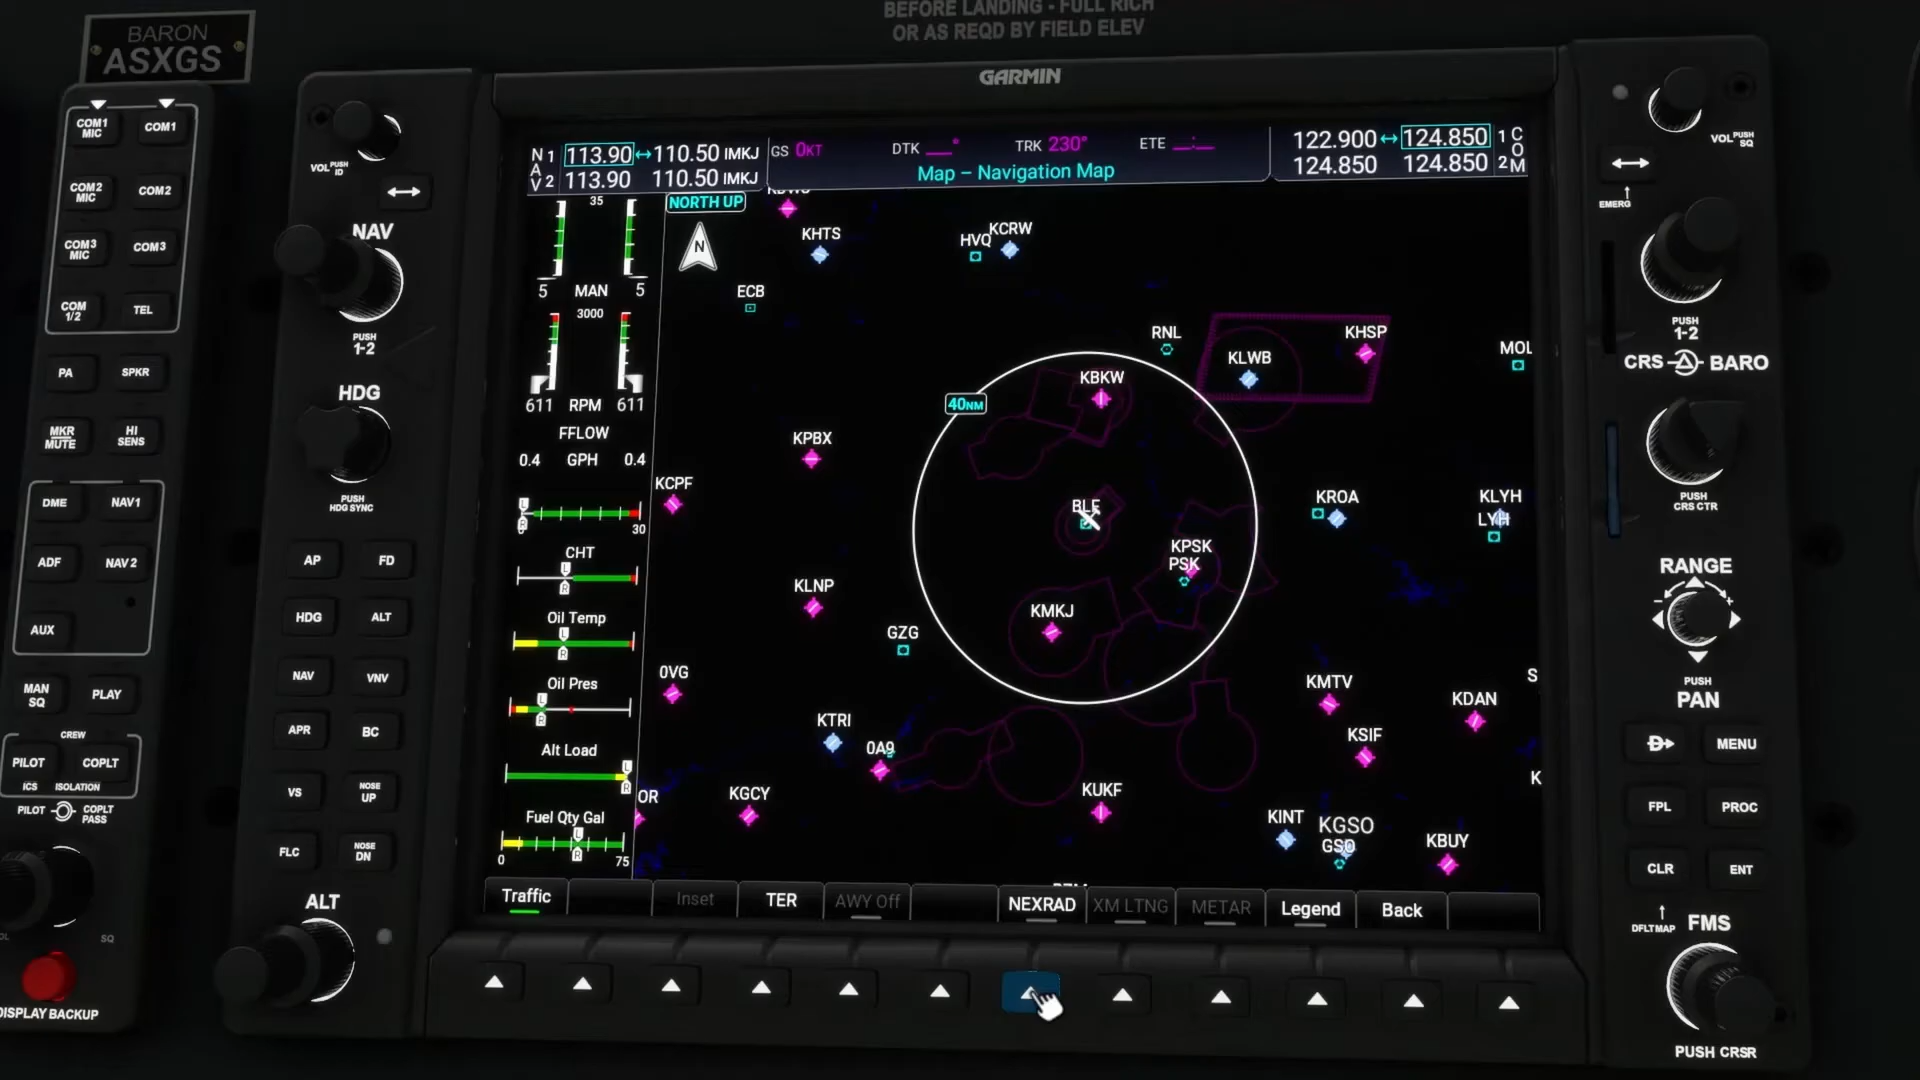 BEFORE LANDING - FULL RICH
OR AS REQD BY FIELD ELEV
BARON
ASXGS
GARMIN
COM1 MIC
COM1
COM2 MIC
COM2
COM3 MIC
COM3
COM 1/2
TEL
PA
SPKR
MKR MUTE
HI SENS
DME
NAV1
ADF
NAV 2
AUX
MAN SQ
PLAY
CREW
PILOT
COPLT
ICS ISOLATION
PILOT
COPLT PASS
SQ
DISPLAY BACKUP
VOL PUSH ID
NAV
PUSH 1-2
HDG
PUSH HDG SYNC
AP
FD
HDG
ALT
NAV
VNV
APR
BC
VS
NOSE UP
FLC
NOSE DN
ALT
N 1 113.90↔110.50 IMKJ
A
V 2 113.90 110.50 IMKJ
GS 0KT
DTK ___°
TRK 230°
ETE __:__
Map – Navigation Map
122.900↔124.850 1 C
O
124.850 124.850 2 M
35
5 MAN 5
3000
611 RPM 611
FFLOW
0.4 GPH 0.4
L
R
30
CHT
L
R
Oil Temp
L
R
Oil Pres
L
R
Alt Load
L
R
Fuel Qty Gal
L
R
0 75
NORTH UP
N
KHTS
HVQ
KCRW
ECB
RNL
KHSP
KLWB
MOL
KBKW
40NM
KPBX
KCPF
BLF
KROA
KLYH
LYH
KPSK
PSK
KLNP
KMKJ
GZG
0VG
KMTV
S
KDAN
KTRI
0A9
KSIF
K
OR
KGCY
KUKF
KINT
KGSO
GSO
KBUY
Traffic
Inset
TER
AWY Off
NEXRAD
XM LTNG
METAR
Legend
Back
VOL PUSH SQ
EMERG
PUSH 1-2
CRS BARO
PUSH CRS CTR
RANGE
- +
PUSH PAN
D
MENU
FPL
PROC
CLR
ENT
DFLT MAP
FMS
PUSH CRSR